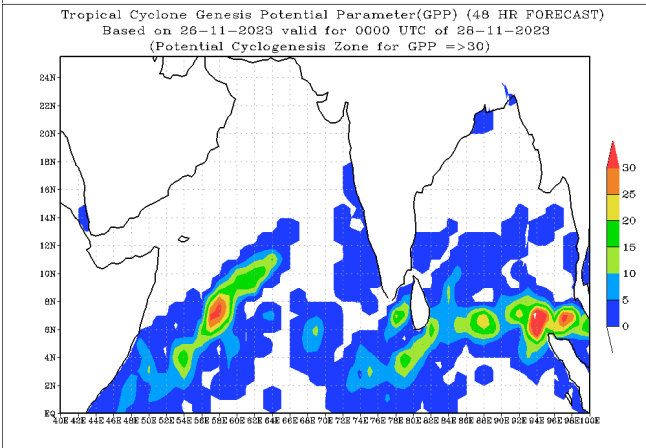 Tropical Cyclone Genesis Potential Parameter(GPP) (48 HR FORECAST)
Based on 26-11-2023 valid for 0000 UTC of 28-11-2023
(Potential Cyclogenesis Zone for GPP =>30)
24N
22N
20N
18N
16N
14N
12N
10N
8N
6N
4N
2N
EQ
40E 42E 44E 46E 48E 50E 52E 54E 56E 58E 60E 62E 64E 66E 68E 70E 72E 74E 76E 78E 80E 82E 84E 86E 88E 90E 92E 94E 96E 98E 100E
30
25
20
15
10
5
0